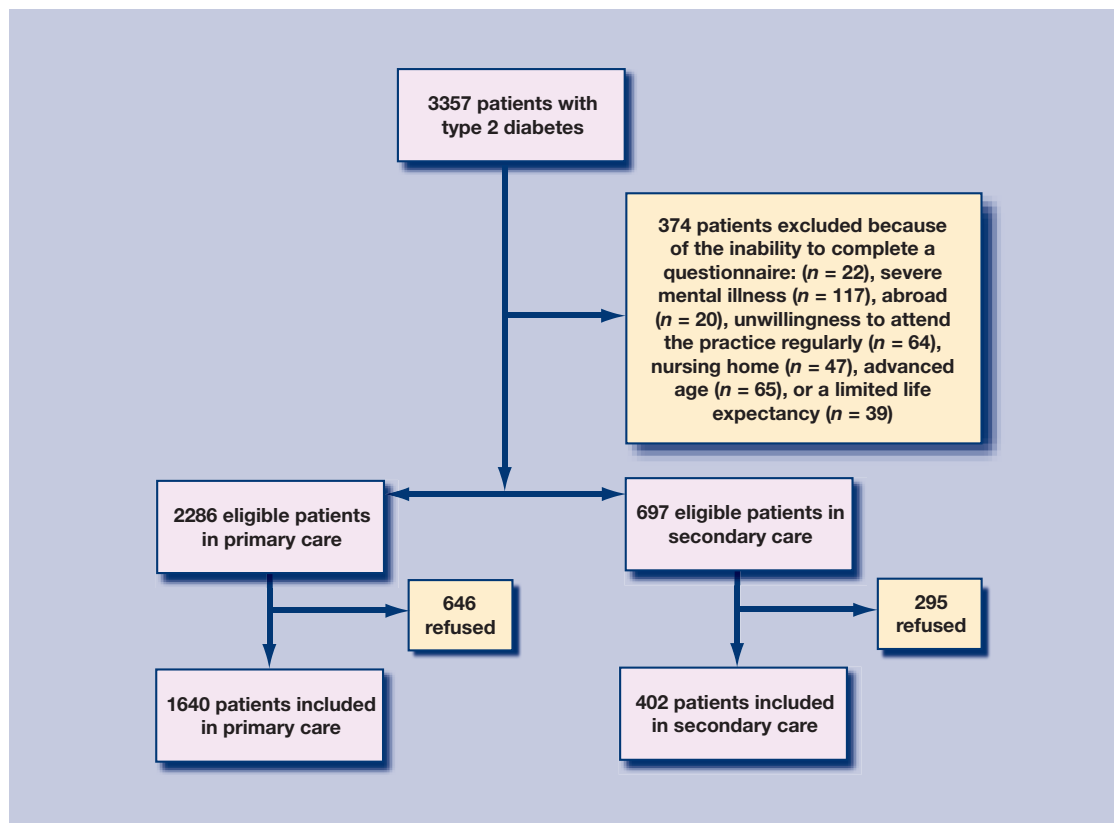 3357 patients with
type 2 diabetes
374 patients excluded because
of the inability to complete a
questionnaire: (n = 22), severe
mental illness (n = 117), abroad
(n = 20), unwillingness to attend
the practice regularly (n = 64),
nursing home (n = 47), advanced
age (n = 65), or a limited life
expectancy (n = 39)
2286 eligible patients
in primary care
697 eligible patients in
secondary care
646
refused
295
refused
1640 patients included
in primary care
402 patients included
in secondary care